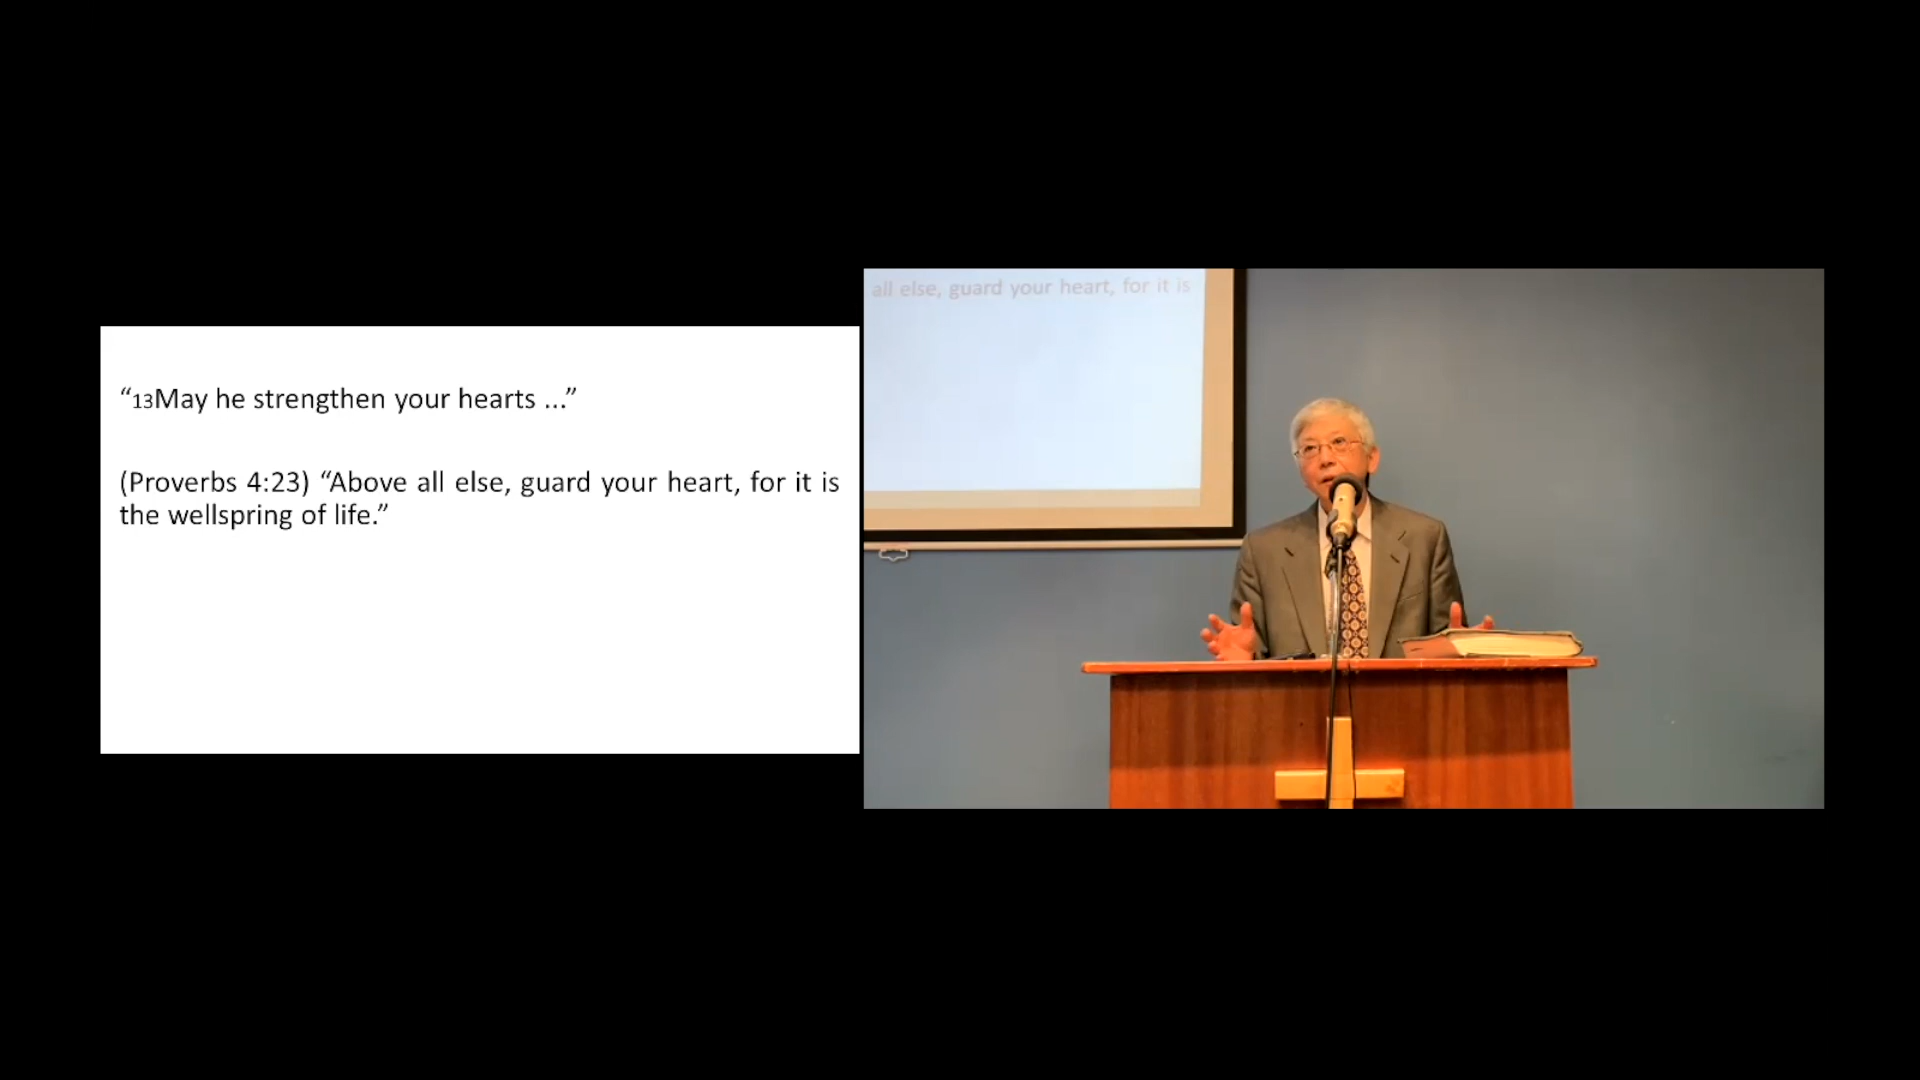 “13May he strengthen your hearts ...”
(Proverbs 4:23) “Above all else, guard your heart, for it is
the wellspring of life.”
all else, guard your heart, for it is